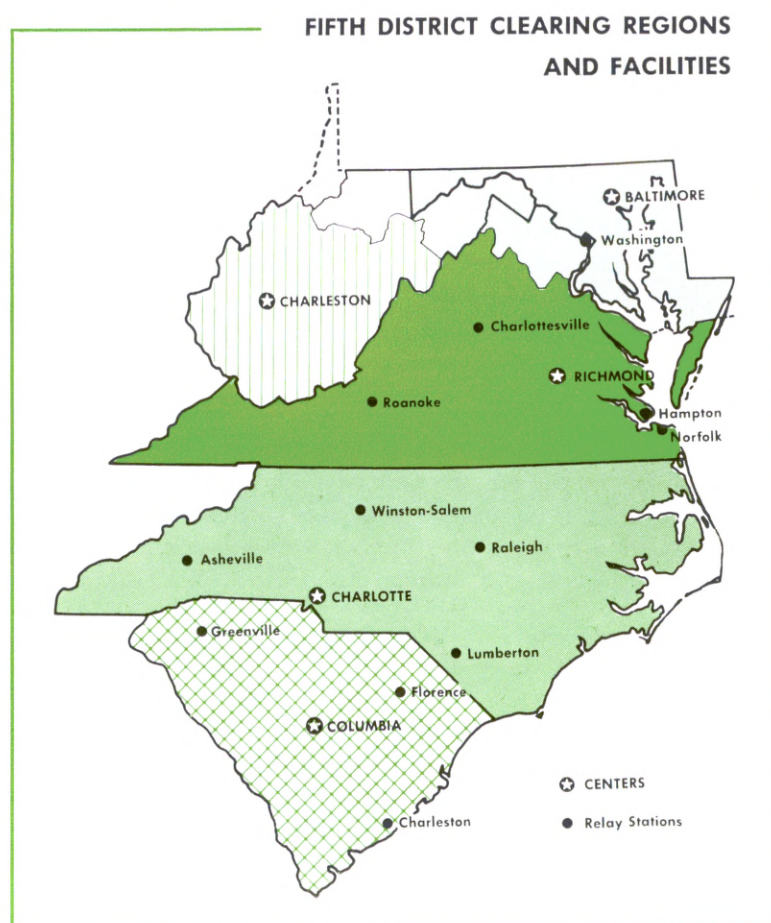 FIFTH DISTRICT CLEARING REGIONS
AND FACILITIES
BALTIMORE
Washington
CHARLESTON
Charlottesville
RICHMOND
Roanoke
Hampton
Norfolk
Winston-Salem
Raleigh
Asheville
CHARLOTTE
Greenville
Lumberton
Florence
COLUMBIA
CENTERS
Charleston
Relay Stations